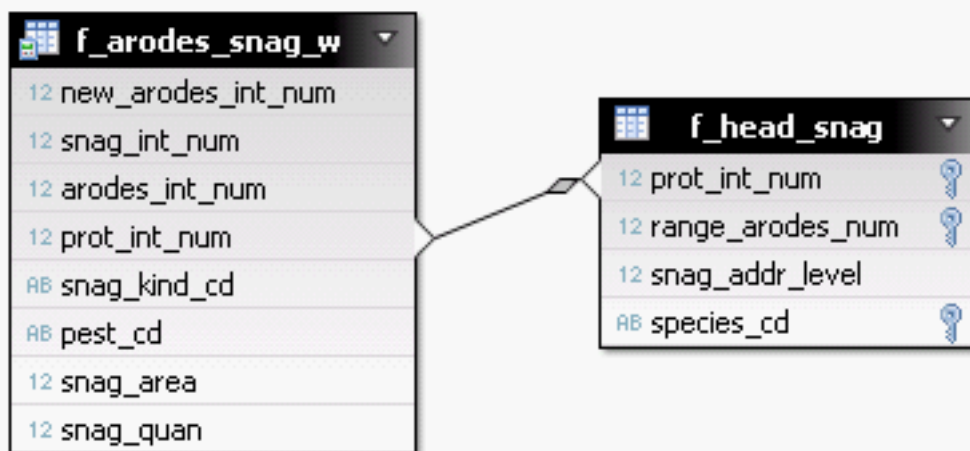 f_arodes_snag_w
12 new_arodes_int_num
12 snag_int_num
12 arodes_int_num
12 prot_int_num
AB snag_kind_cd
AB pest_cd
12 snag_area
12 snag_quan
f_head_snag
12 prot_int_num
12 range_arodes_num
12 snag_addr_level
AB species_cd